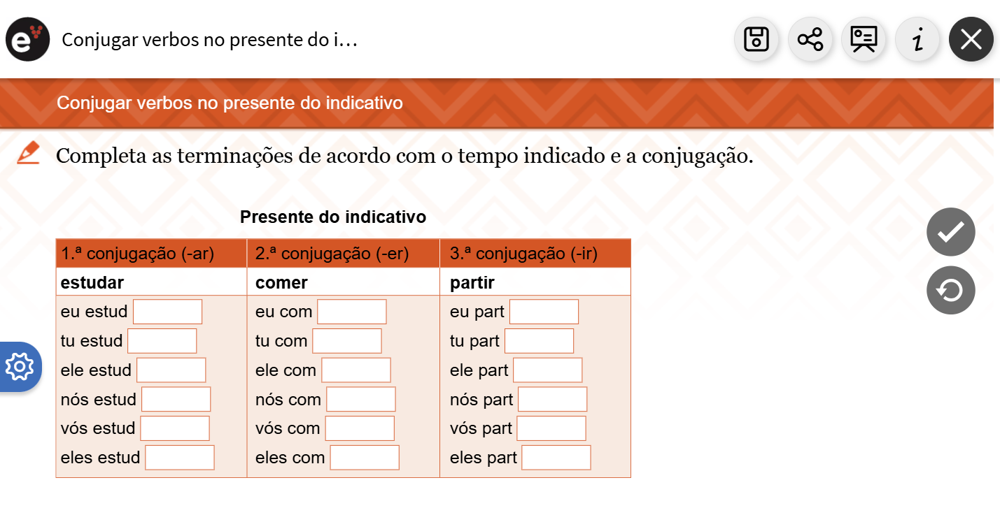 e
Conjugar verbos no presente do i...
i
Conjugar verbos no presente do indicativo
Completa as terminações de acordo com o tempo indicado e a conjugação.
Presente do indicativo
1.ª conjugação (-ar) 2.ª conjugação (-er) 3.ª conjugação (-ir)
estudar comer partir
eu estud eu com eu part
tu estud tu com tu part
ele estud ele com ele part
nós estud nós com nós part
vós estud vós com vós part
eles estud eles com eles part